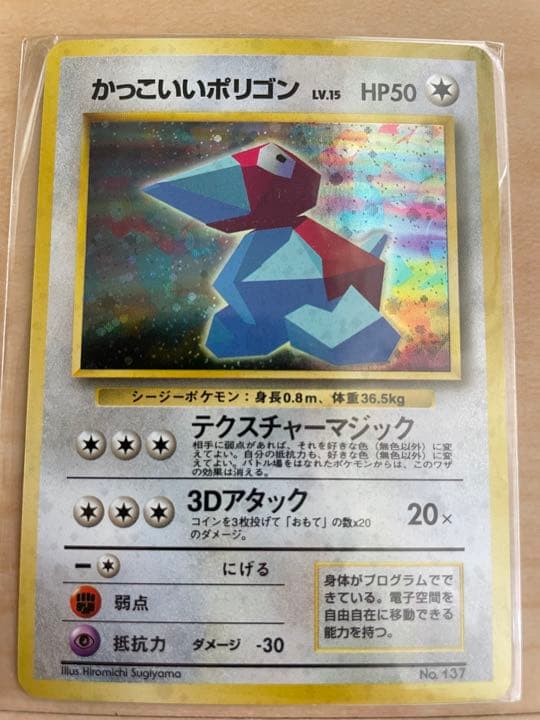 かっこいいポリゴン LV.15 HP50
シージーポケモン：身長0.8m、体重36.5kg
テクスチャーマジック
相手に弱点があれば、それを好きな色（無色以外）に変
えてよい。自分の抵抗力も、好きな色（無色以外）に変
えてよい。バトル場をはなれたポケモンからは、このワザ
の効果は消える。
3Dアタック
コインを3枚投げて「おもて」の数×20
のダメージ。
20×
にげる
弱点
抵抗力 ダメージ -30
身体がプログラムでで
きている。電子空間を
自由自在に移動できる
能力を持つ。
Illus. Hiromichi Sugiyama
No. 137